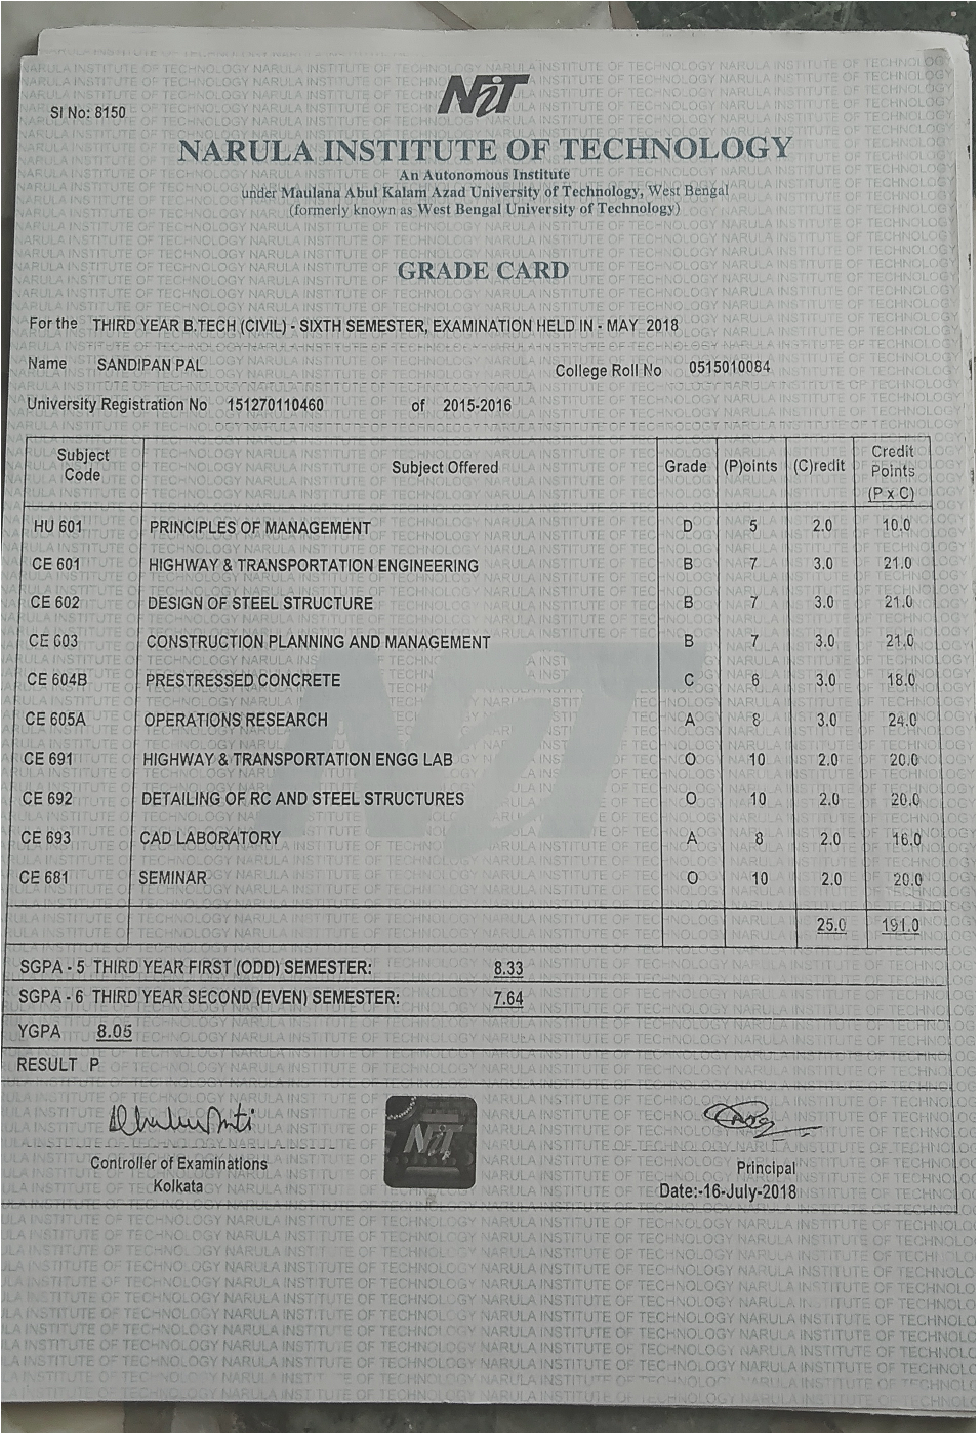 NiT
Sl No: 8150
NARULA INSTITUTE OF TECHNOLOGY
An Autonomous Institute
under Maulana Abul Kalam Azad University of Technology, West Bengal
(formerly known as West Bengal University of Technology)
GRADE CARD
For the THIRD YEAR B.TECH (CIVIL) - SIXTH SEMESTER, EXAMINATION HELD IN - MAY 2018
Name SANDIPAN PAL College Roll No 0515010084
University Registration No 151270110460 of 2015-2016
Subject Code Subject Offered Grade (P)oints (C)redit Credit Points (P x C)
HU 601 PRINCIPLES OF MANAGEMENT D 5 2.0 10.0
CE 601 HIGHWAY & TRANSPORTATION ENGINEERING B 7 3.0 21.0
CE 602 DESIGN OF STEEL STRUCTURE B 7 3.0 21.0
CE 603 CONSTRUCTION PLANNING AND MANAGEMENT B 7 3.0 21.0
CE 604B PRESTRESSED CONCRETE C 6 3.0 18.0
CE 605A OPERATIONS RESEARCH A 8 3.0 24.0
CE 691 HIGHWAY & TRANSPORTATION ENGG LAB O 10 2.0 20.0
CE 692 DETAILING OF RC AND STEEL STRUCTURES O 10 2.0 20.0
CE 693 CAD LABORATORY A 8 2.0 16.0
CE 681 SEMINAR O 10 2.0 20.0
25.0 191.0
SGPA - 5 THIRD YEAR FIRST (ODD) SEMESTER: 8.33
SGPA - 6 THIRD YEAR SECOND (EVEN) SEMESTER: 7.64
YGPA 8.05
RESULT P
NiT
Controller of Examinations
Kolkata
Principal
Date:-16-July-2018